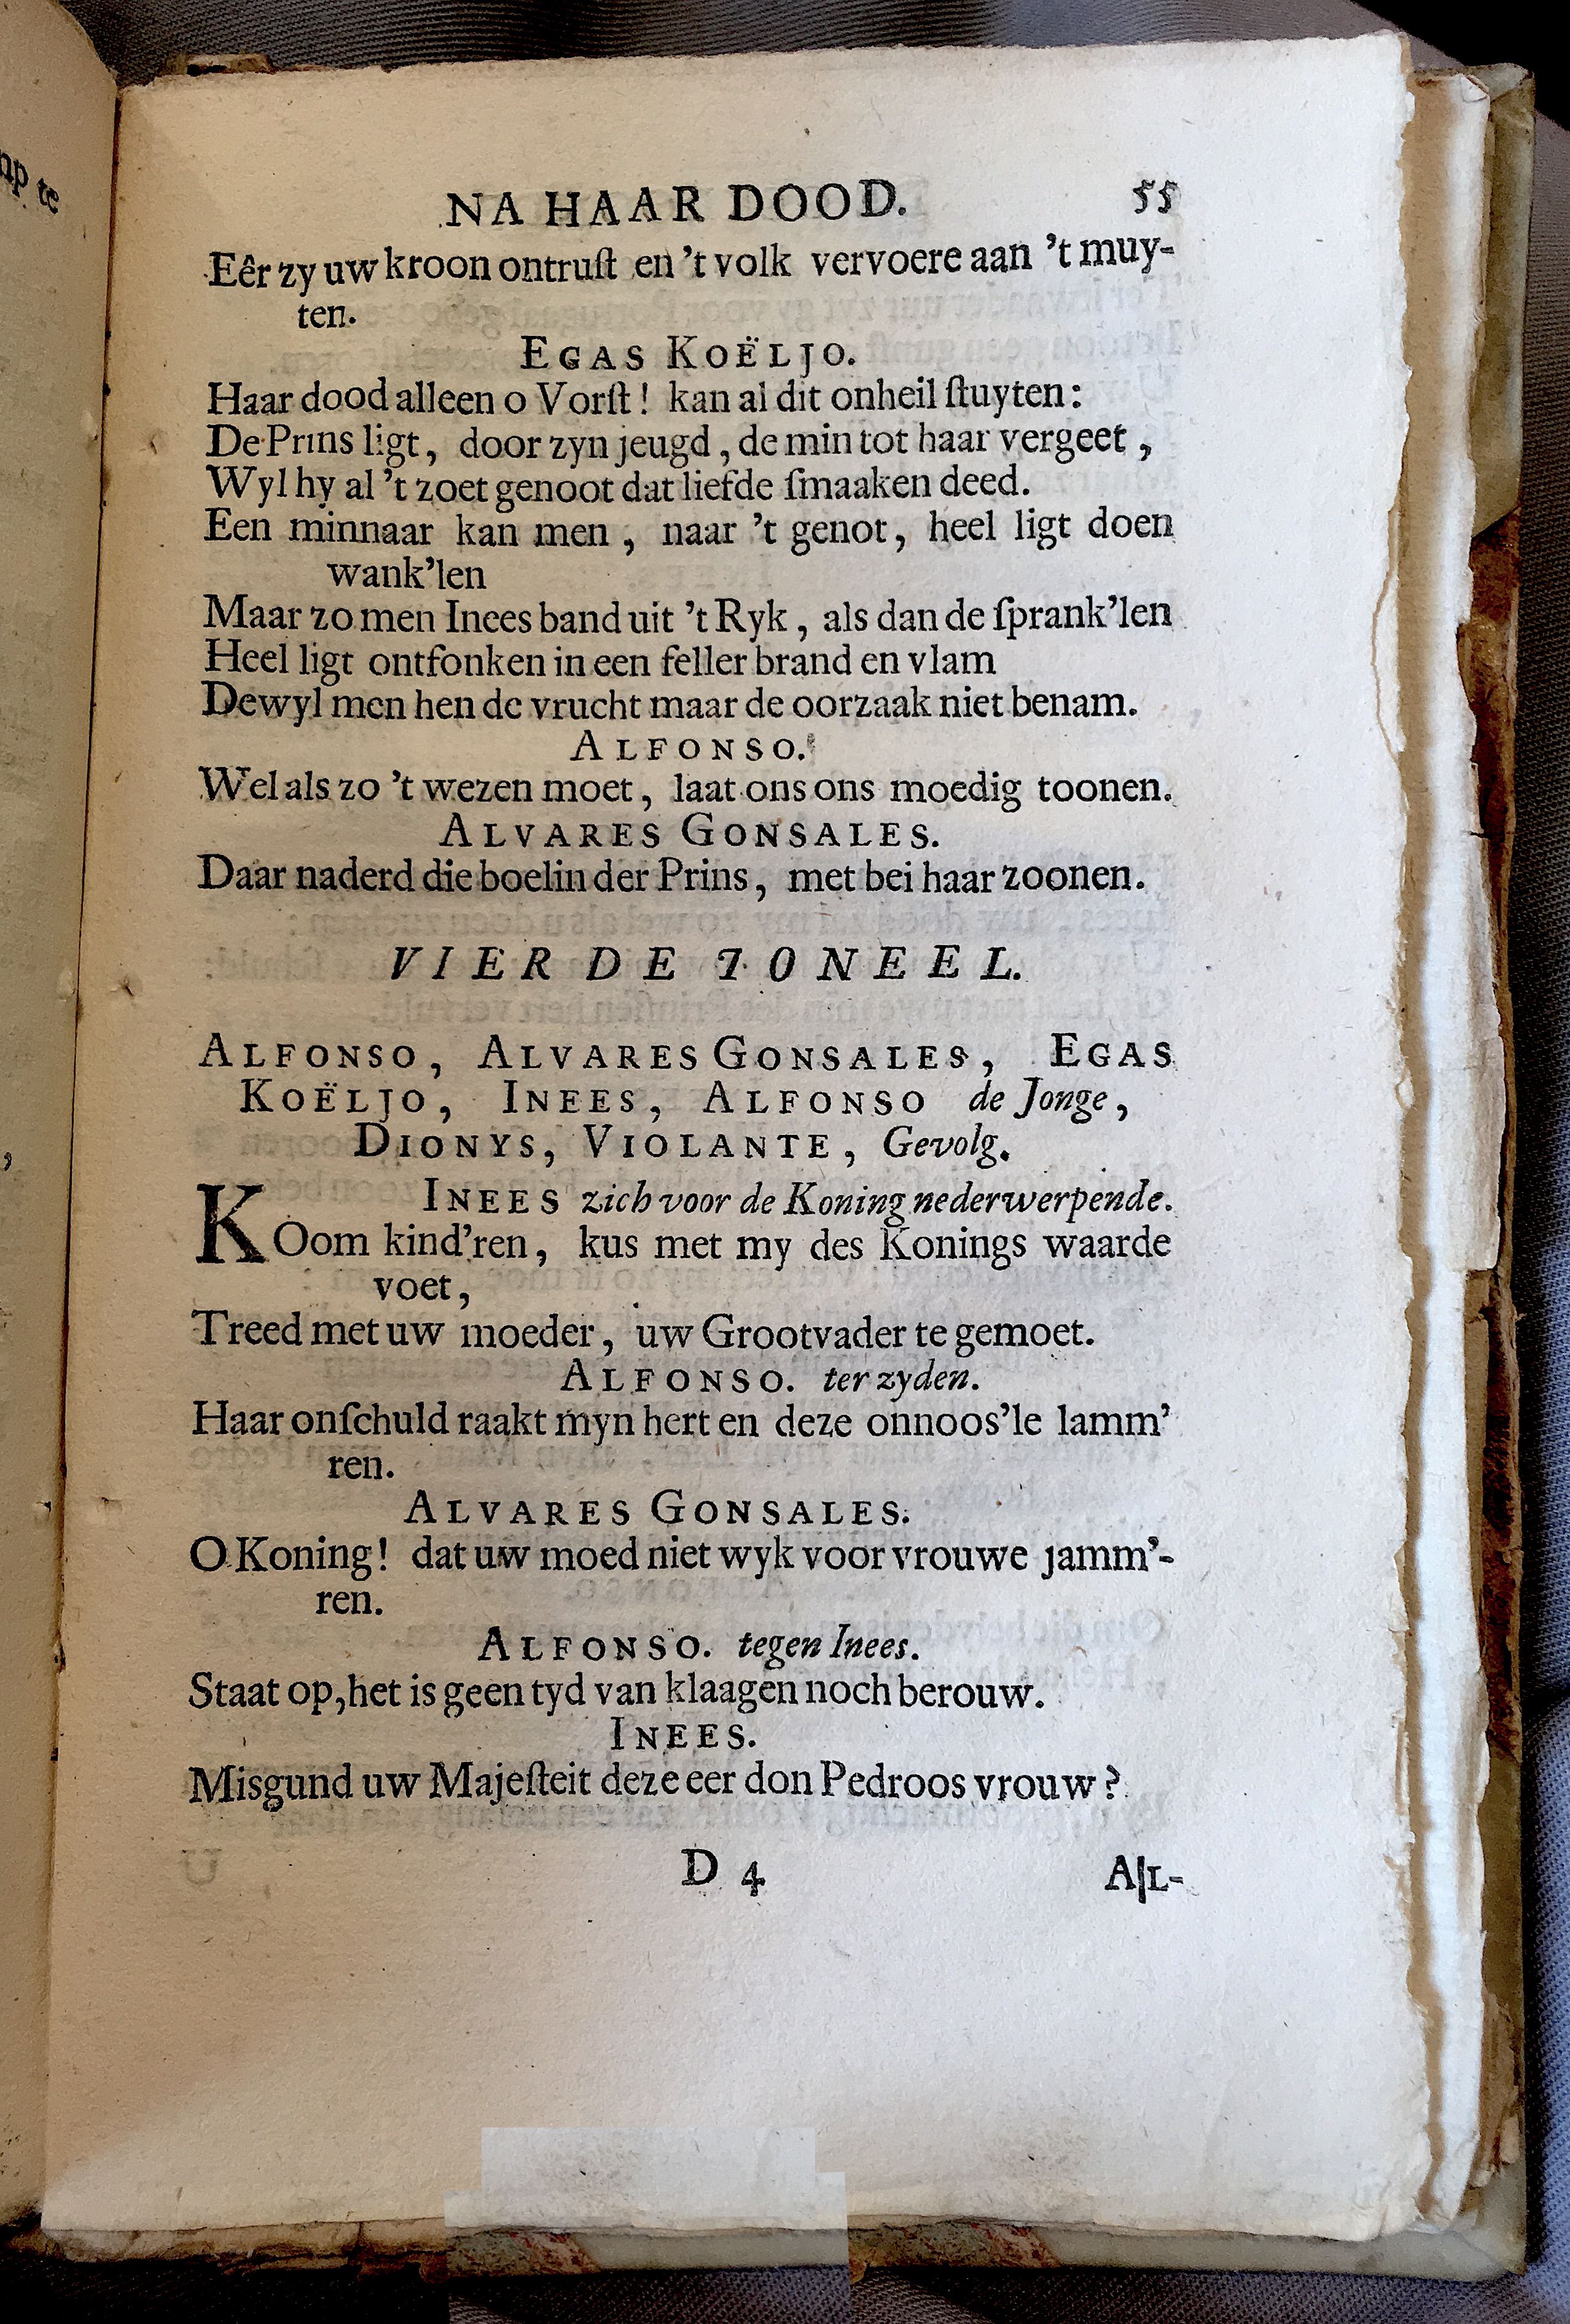 NA HAAR DOOD. 55
Eêr zy uw kroon ontruſt en 't volk vervoere aan 't muy-
ten.
EGAS KOËLJO.
Haar dood alleen o Vorſt! kan al dit onheil ſtuyten:
De Prins ligt, door zyn jeugd, de min tot haar vergeet,
Wyl hy al 't zoet genoot dat liefde ſmaaken deed.
Een minnaar kan men, naar 't genot, heel ligt doen
wank'len
Maar zo men Inees band uit 't Ryk, als dan de ſprank'len
Heel ligt ontfonken in een feller brand en vlam
Dewyl men hen de vrucht maar de oorzaak niet benam.
ALFONSO.
Wel als zo 't wezen moet, laat ons ons moedig toonen.
ALVARES GONSALES.
Daar naderd die boelin der Prins, met bei haar zoonen.
VIERDE TONEEL.
ALFONSO, ALVARES GONSALES, EGAS
KOËLJO, INEES, ALFONSO de Jonge,
DIONYS, VIOLANTE, Gevolg.
INEES zich voor de Koning nederwerpende.
KOom kind'ren, kus met my des Konings waarde
voet,
Treed met uw moeder, uw Grootvader te gemoet.
ALFONSO. ter zyden.
Haar onſchuld raakt myn hert en deze onnoos'le lamm'
ren.
ALVARES GONSALES.
O Koning! dat uw moed niet wyk voor vrouwe jamm'-
ren.
ALFONSO. tegen Inees.
Staat op, het is geen tyd van klaagen noch berouw.
INEES.
Misgund uw Majeſteit deze eer don Pedroos vrouw?
D 4 AL-